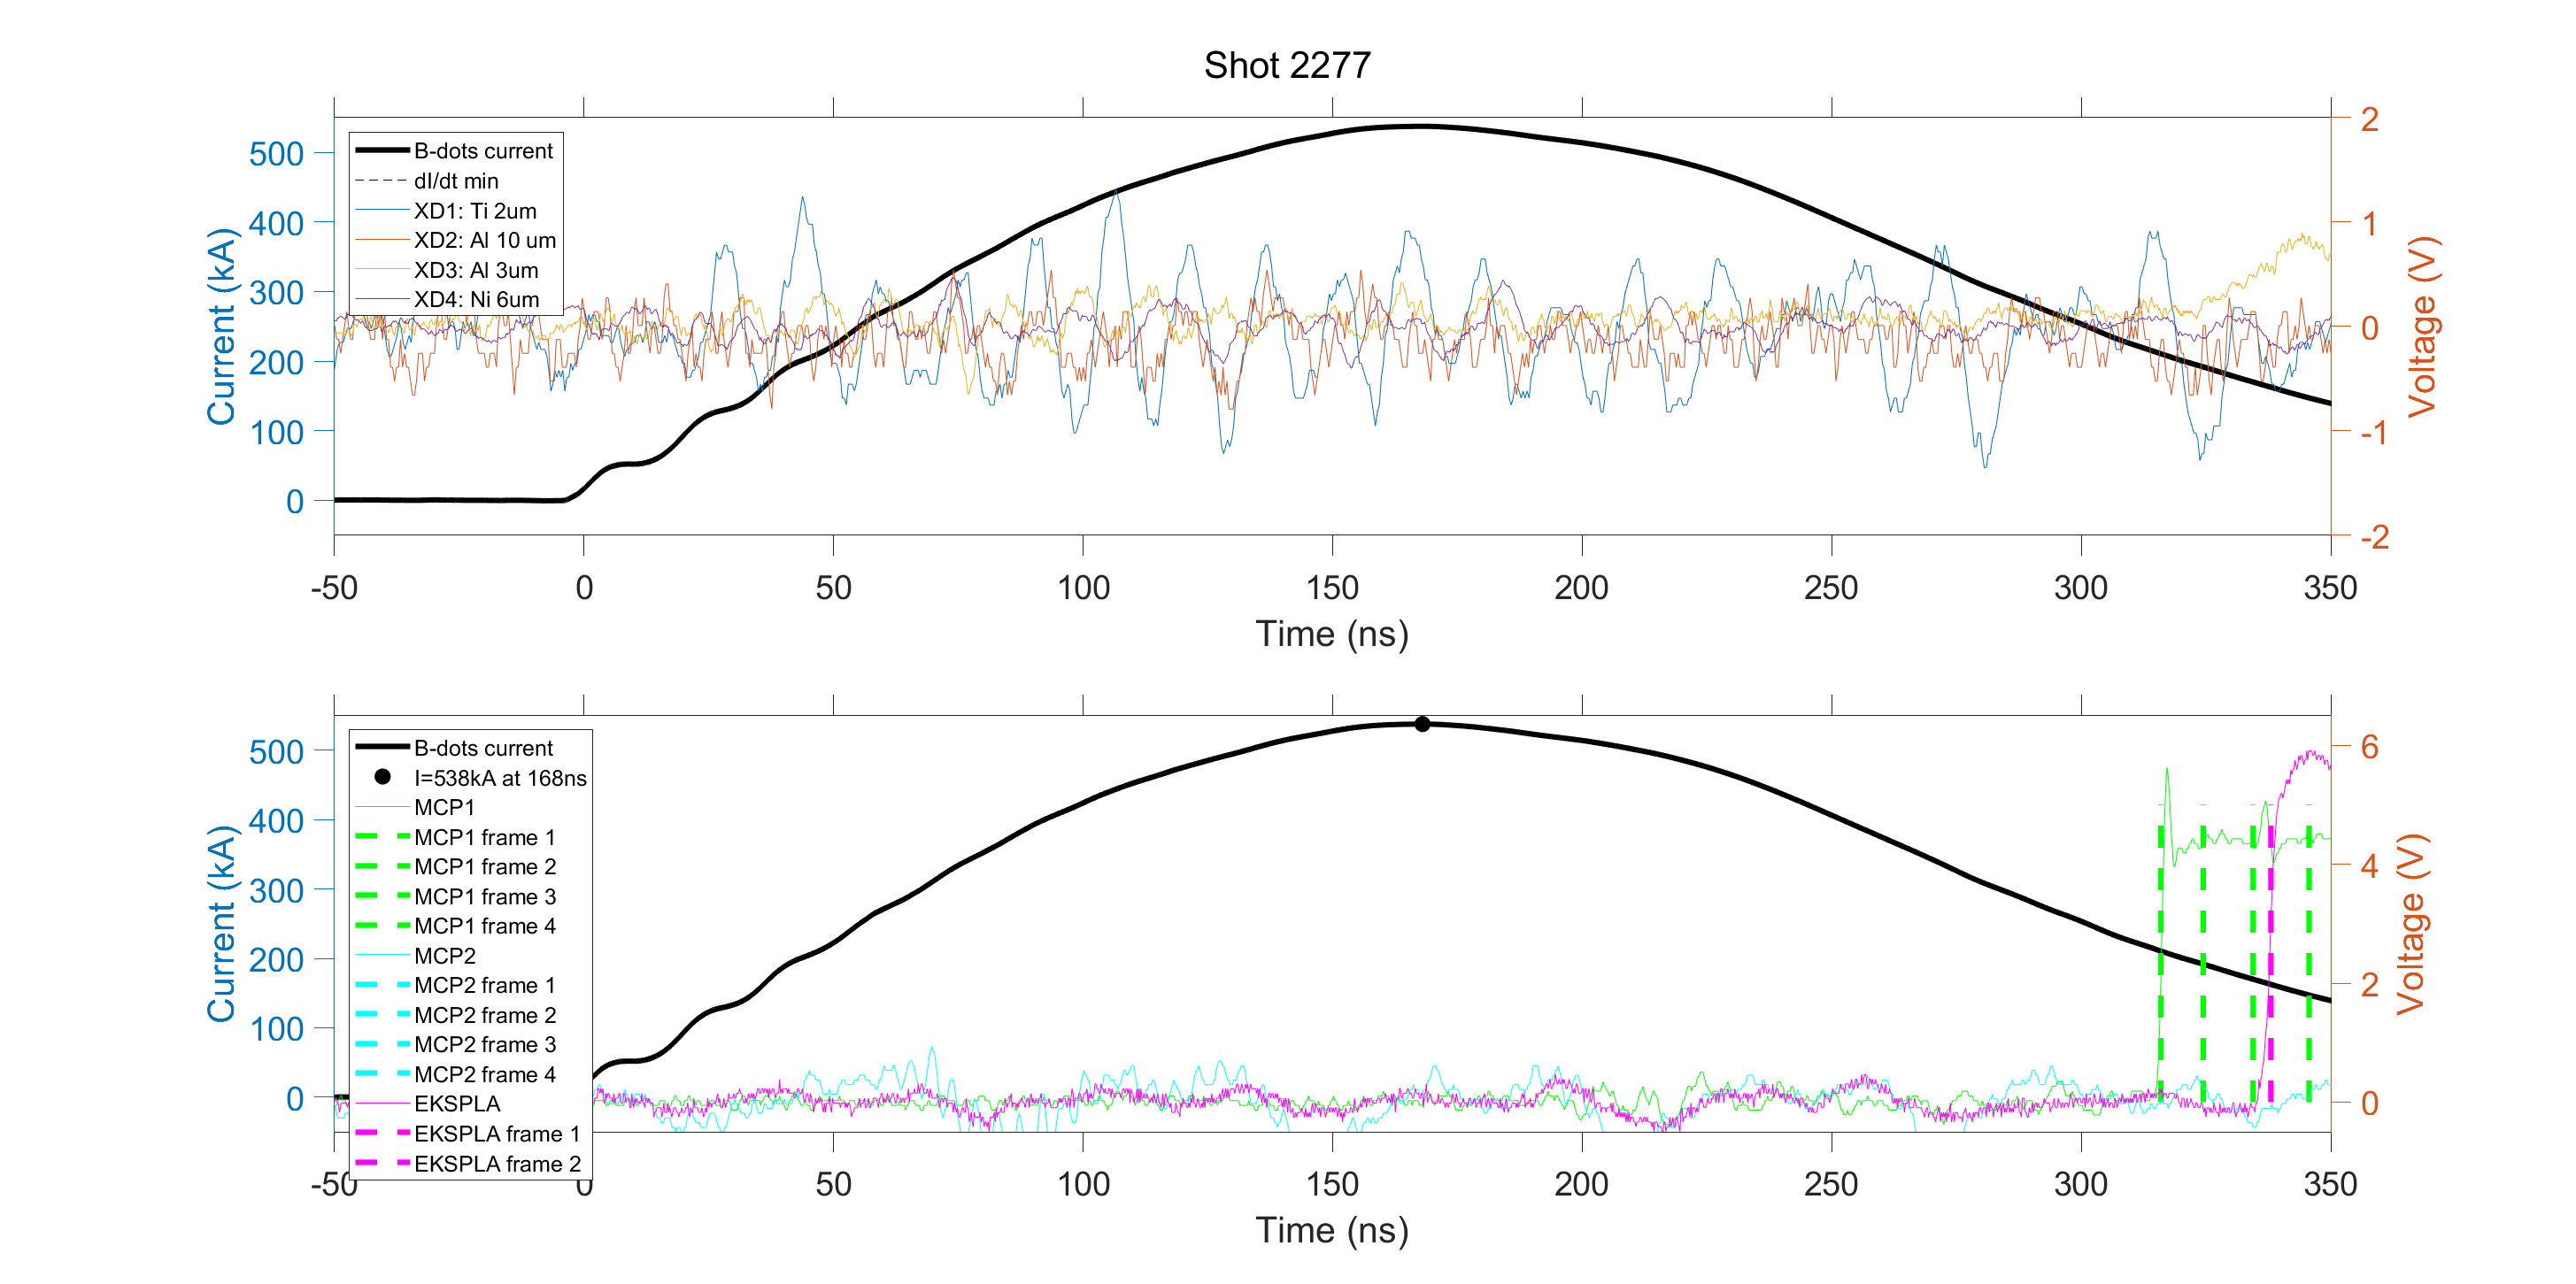 Shot 2277
B-dots current
dI/dt min
XD1: Ti 2um
XD2: Al 10 um
XD3: Al 3um
XD4: Ni 6um
500
400
300
200
100
0
Current (kA)
2
1
0
-1
-2
Voltage (V)
-50 0 50 100 150 200 250 300 350
Time (ns)
B-dots current
I=538kA at 168ns
MCP1
MCP1 frame 1
MCP1 frame 2
MCP1 frame 3
MCP1 frame 4
MCP2
MCP2 frame 1
MCP2 frame 2
MCP2 frame 3
MCP2 frame 4
EKSPLA
EKSPLA frame 1
EKSPLA frame 2
500
400
300
200
100
0
Current (kA)
6
4
2
0
Voltage (V)
-50 0 50 100 150 200 250 300 350
Time (ns)